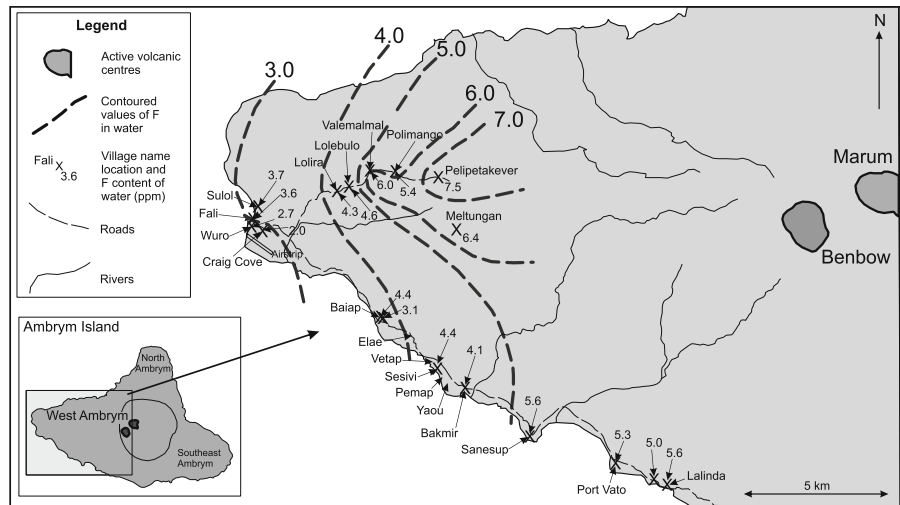 Legend
Active volcanic
centres
Contoured
values of F
in water
Fali
3.6
Village name
location and
F content of
water (ppm)
Roads
Rivers
Ambrym Island
North
Ambrym
West Ambrym
Southeast
Ambrym
N
3.0
4.0
5.0
6.0
7.0
Valemalmal
Polimango
Lolebulo
Lolira
Pelipetakever
6.0
5.4
7.5
4.3
4.6
Meltungan
6.4
Marum
Benbow
Sulol
3.7
3.6
Fali
2.7
2.0
Wuro
Airstrip
Craig Cove
4.4
Baiap
3.1
Elae
4.4
Vetap
4.1
Sesivi
Pemap
Yaou
Bakmir
5.6
Sanesup
5.3
5.0
5.6
Lalinda
Port Vato
5 km